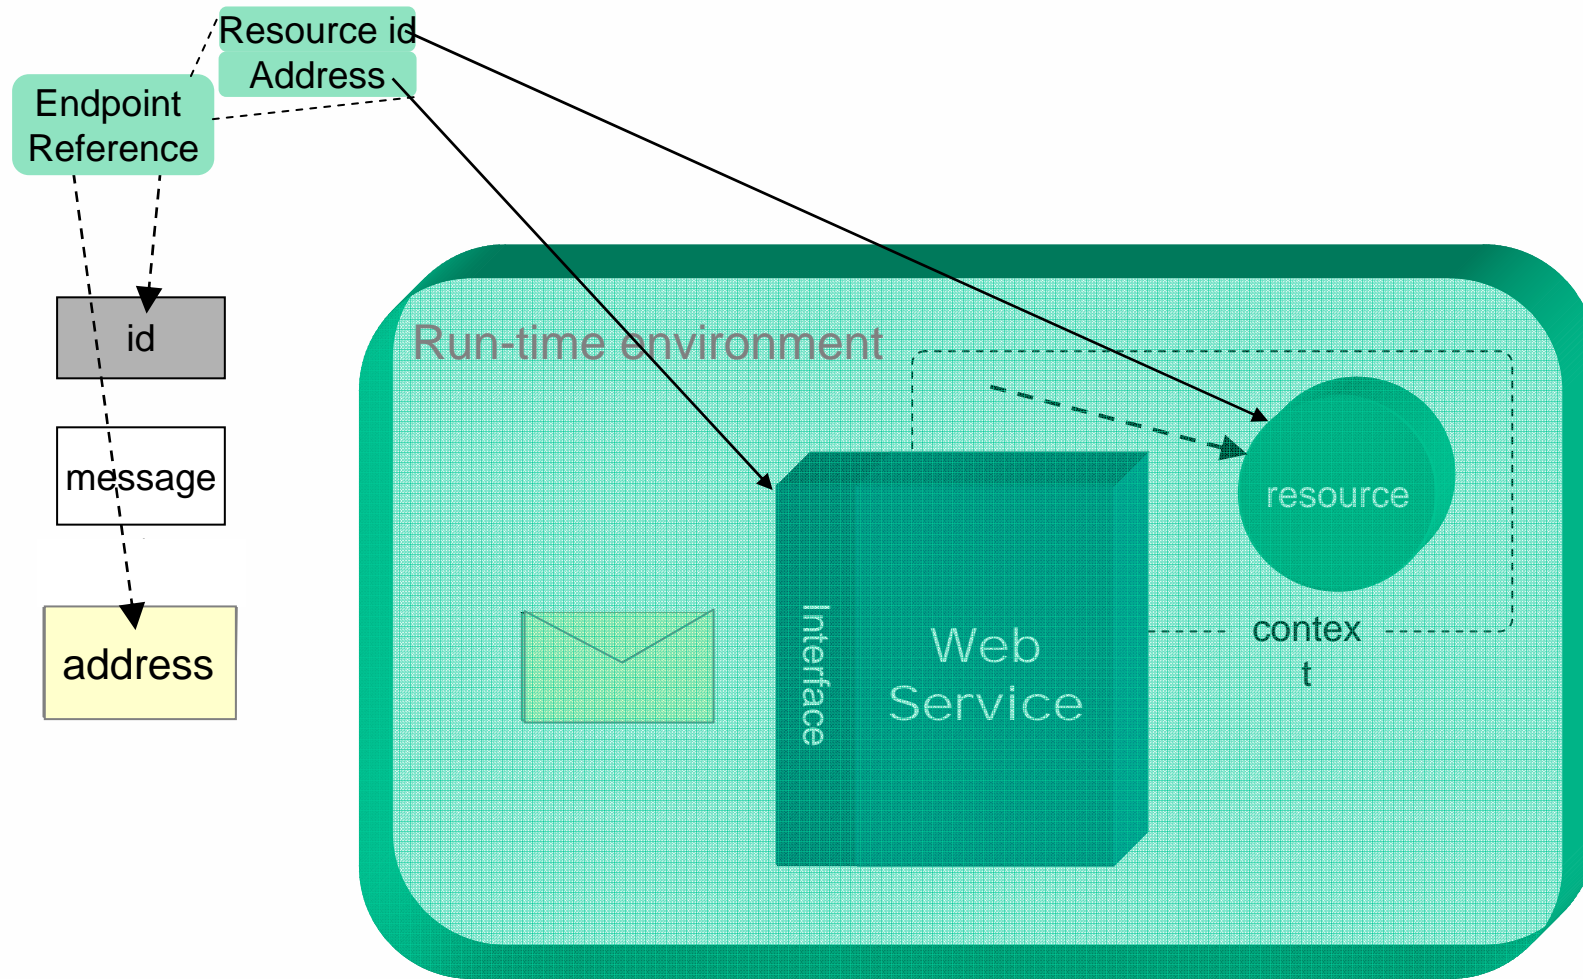 Resource id
Address
Endpoint
Reference
id
message
address
Run-time environment
Interface
Web
Service
resource
contex
t